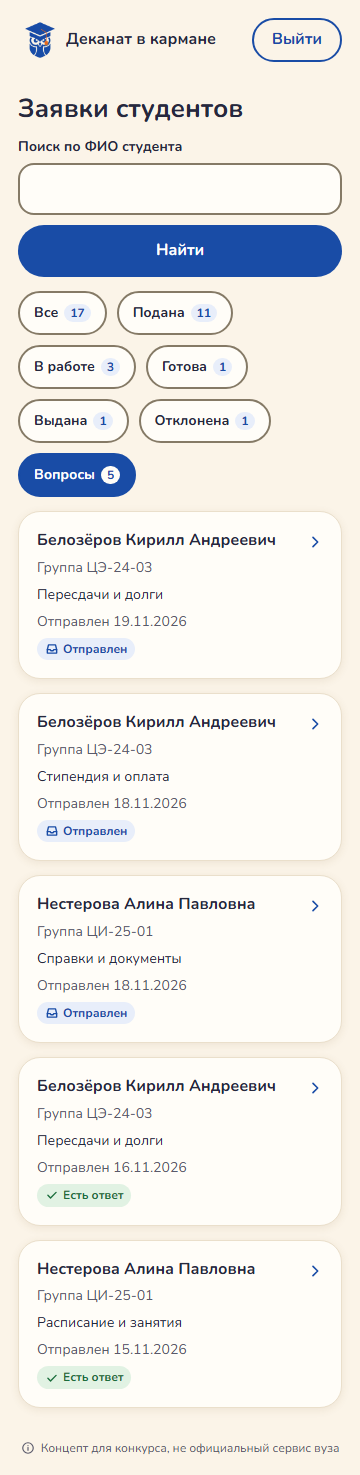 Деканат в кармане
Выйти
Заявки студентов
Поиск по ФИО студента
Найти
Все 17
Подана 11
В работе 3
Готова 1
Выдана 1
Отклонена 1
Вопросы 5
Белозёров Кирилл Андреевич
Группа ЦЭ-24-03
Пересдачи и долги
Отправлен 19.11.2026
Отправлен
Белозёров Кирилл Андреевич
Группа ЦЭ-24-03
Стипендия и оплата
Отправлен 18.11.2026
Отправлен
Нестерова Алина Павловна
Группа ЦИ-25-01
Справки и документы
Отправлен 18.11.2026
Отправлен
Белозёров Кирилл Андреевич
Группа ЦЭ-24-03
Пересдачи и долги
Отправлен 16.11.2026
Есть ответ
Нестерова Алина Павловна
Группа ЦИ-25-01
Расписание и занятия
Отправлен 15.11.2026
Есть ответ
Концепт для конкурса, не официальный сервис вуза